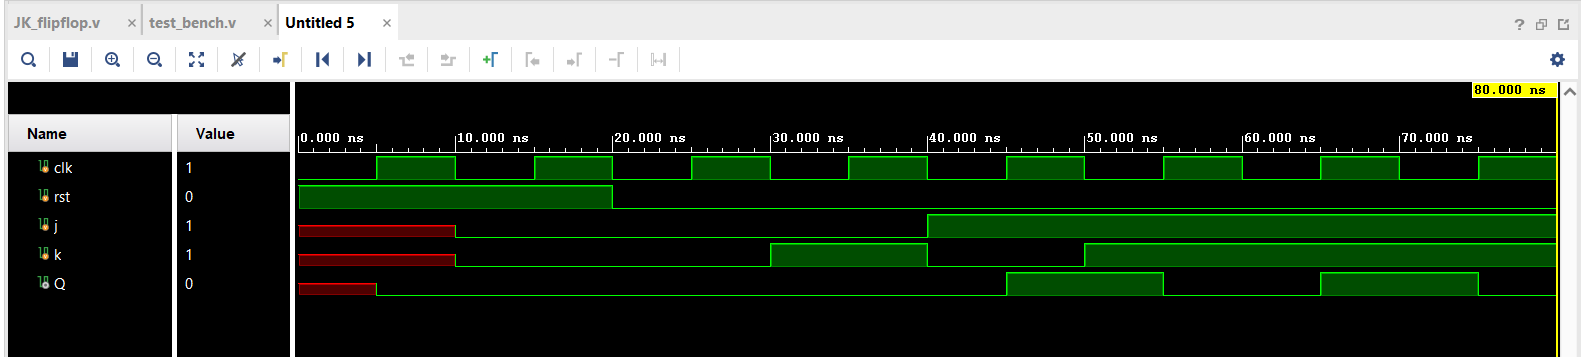 JK_flipflop.v × test_bench.v × Untitled 5 ×
?
80.000 ns
Name Value
0.000 ns 10.000 ns 20.000 ns 30.000 ns 40.000 ns 50.000 ns 60.000 ns 70.000 ns
clk 1
rst 0
j 1
k 1
Q 0